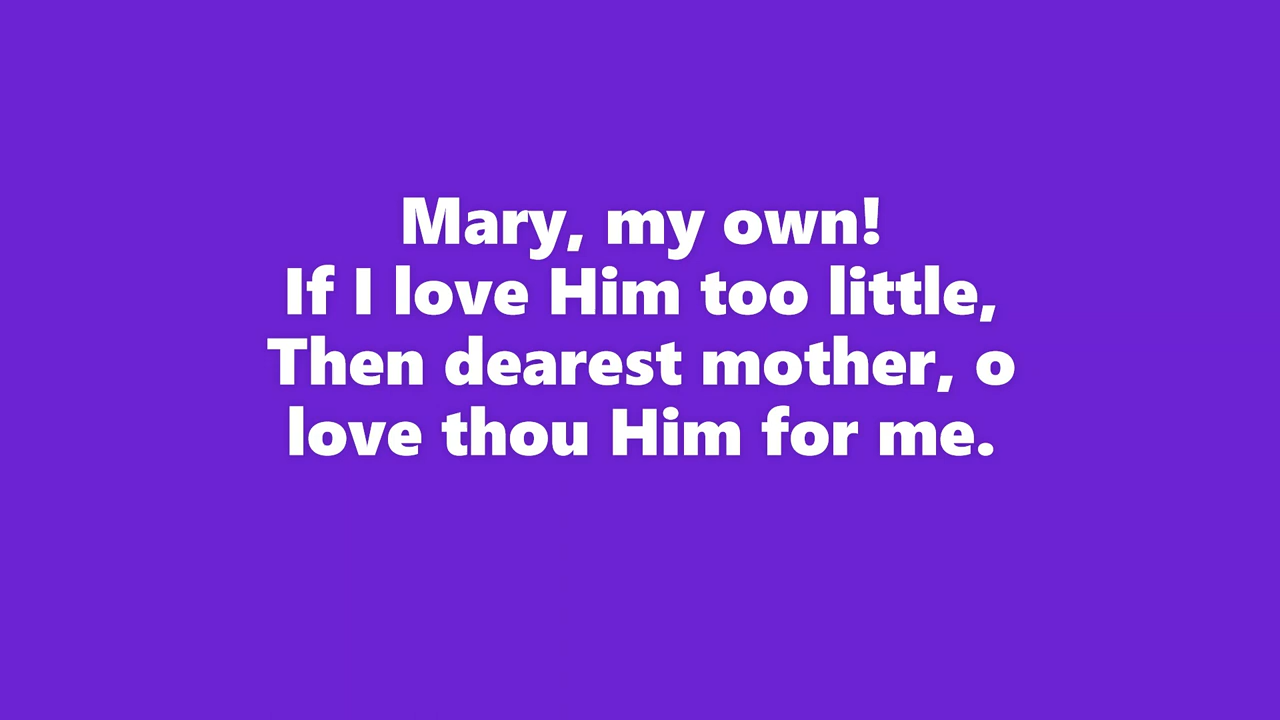 Mary, my own!
If I love Him too little,
Then dearest mother, o
love thou Him for me.